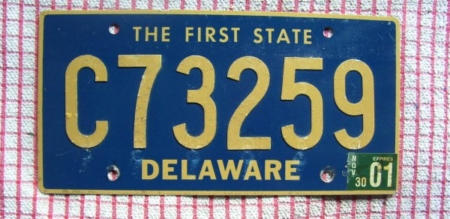 THE FIRST STATE
C73259
DELAWARE
NOV. 30 EXPIRES 01